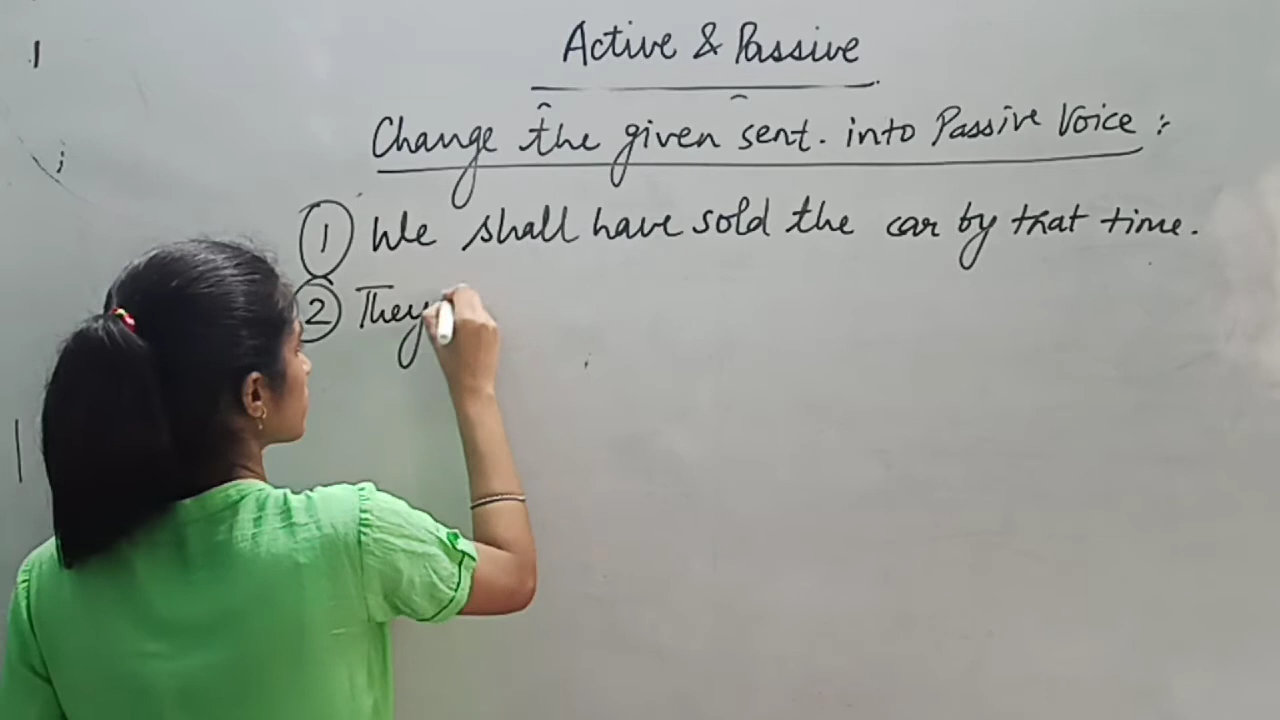 Active & Passive
Change the given sent. into Passive Voice :
1 We shall have sold the car by that time.
2 They